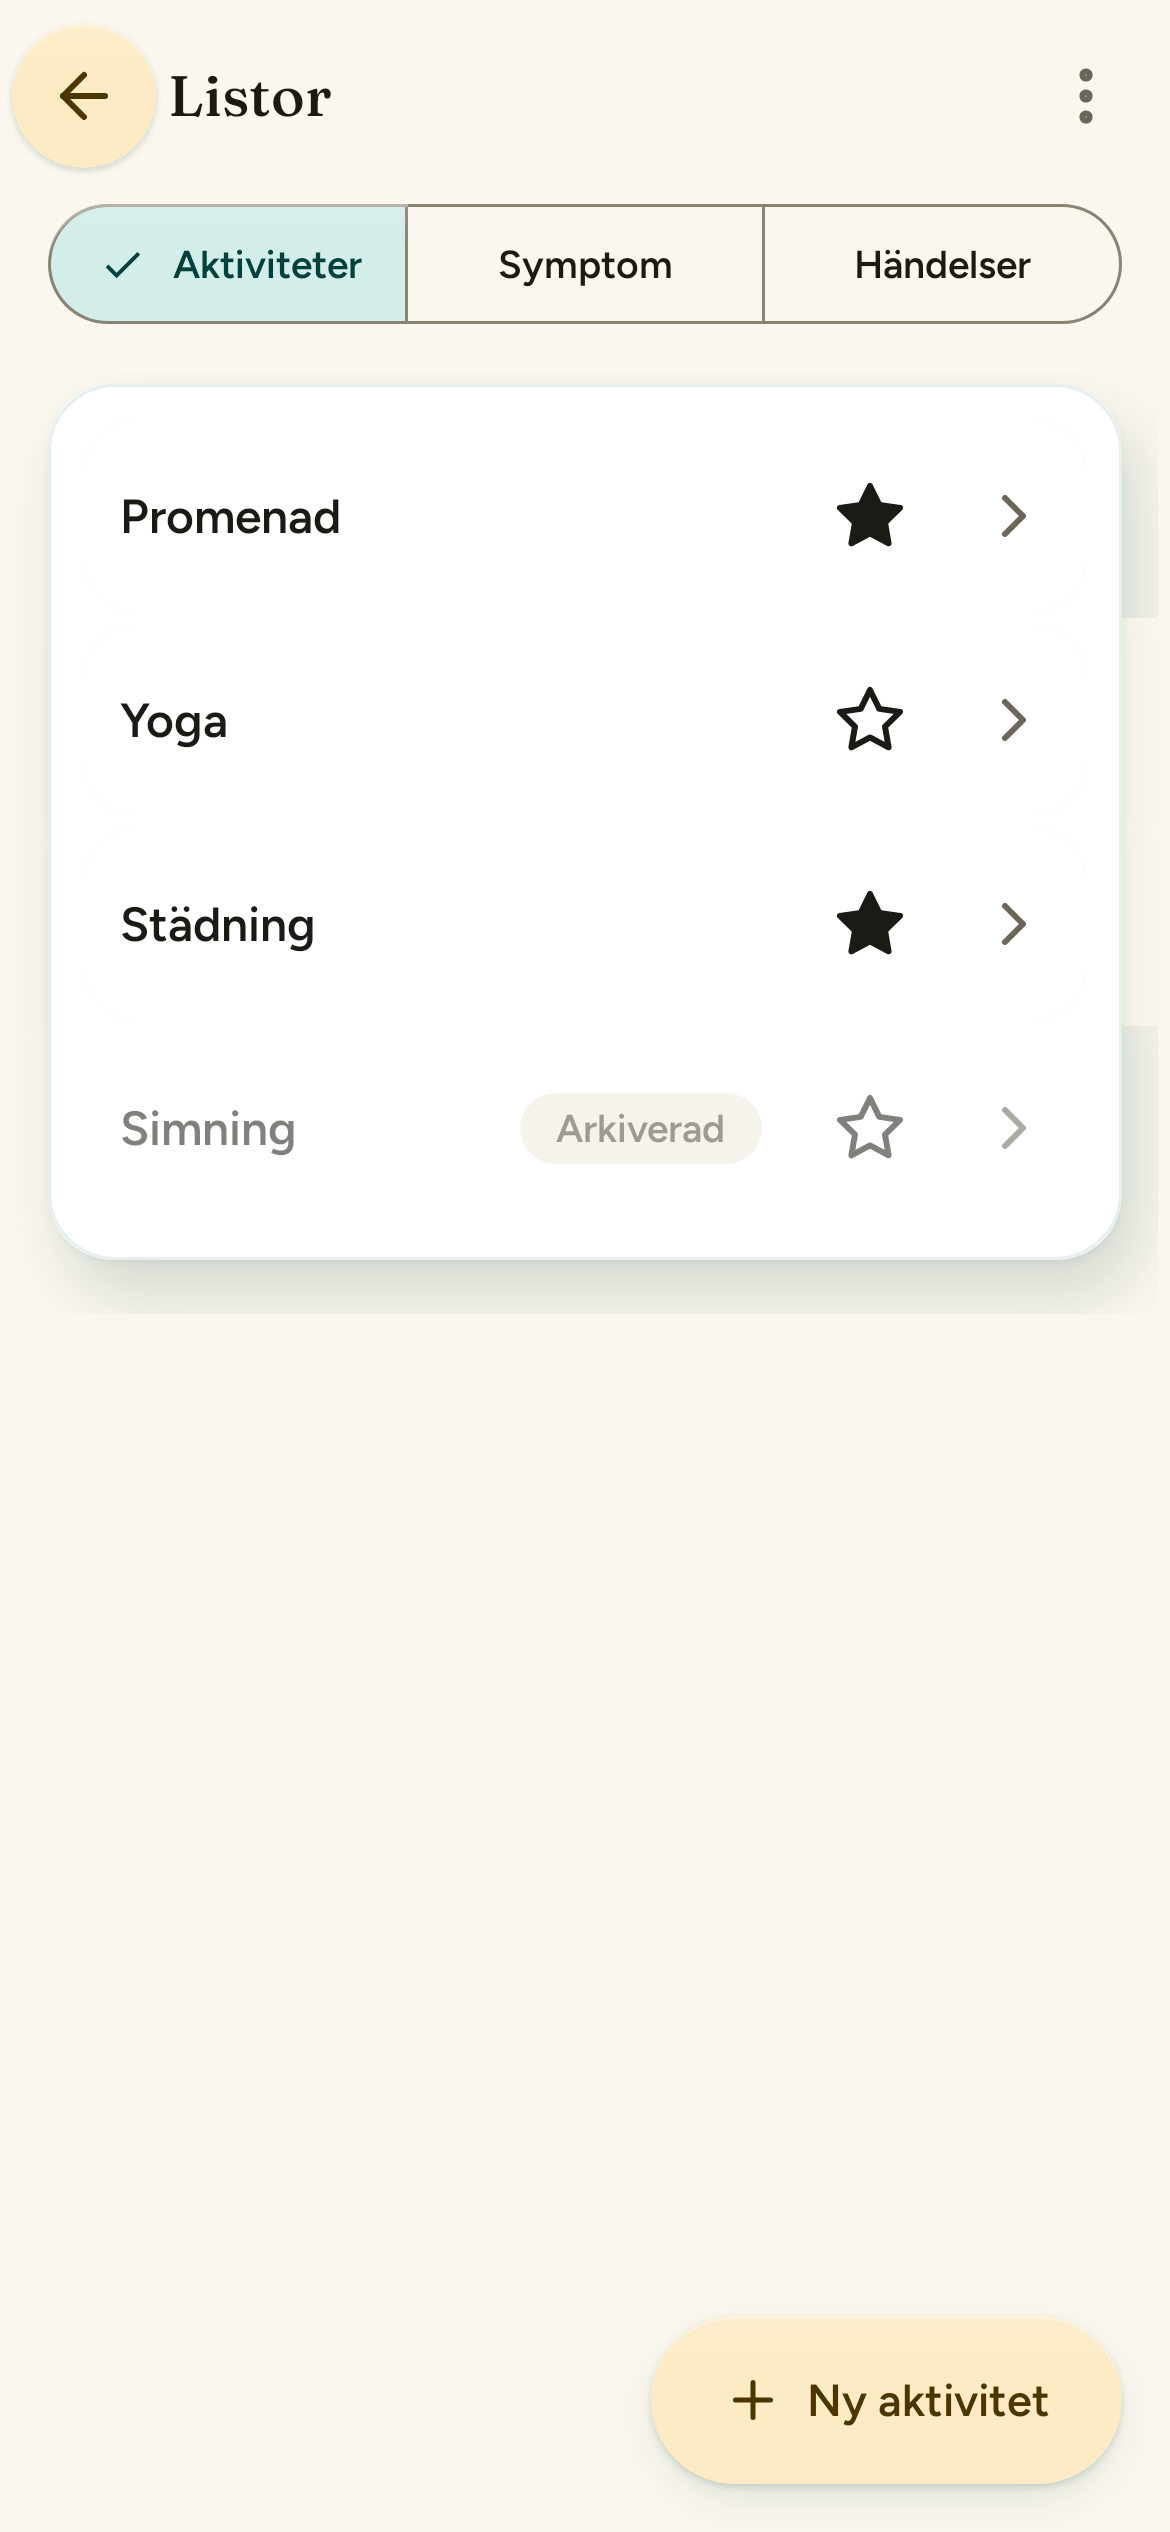 Listor
Aktiviteter
Symptom
Händelser
Promenad
Yoga
Städning
Simning
Arkiverad
Ny aktivitet